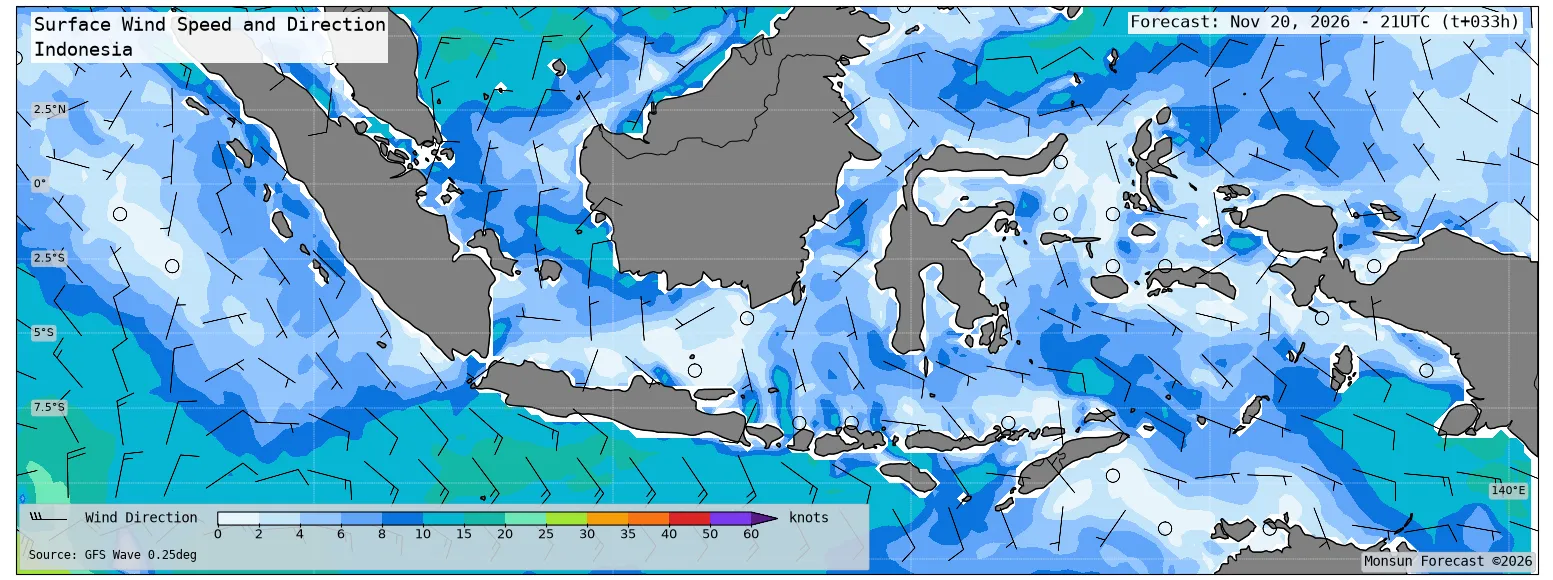 Surface Wind Speed and Direction
Indonesia
Forecast: Nov 20, 2026 - 21UTC (t+033h)
2.5°N
0°
2.5°S
5°S
7.5°S
140°E
Wind Direction
0 2 4 6 8 10 15 20 25 30 35 40 50 60
knots
Source: GFS Wave 0.25deg
Monsun Forecast ©2026